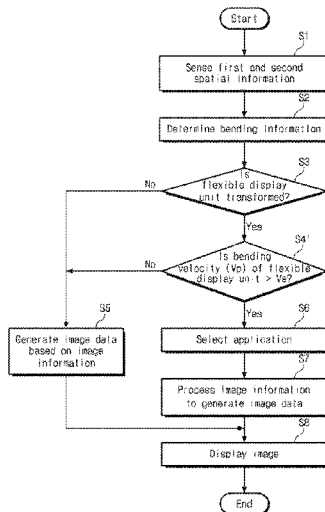 Start
S1
Sense first and second
spatial information
S2
Determine bending information
S3
Is
flexible display
unit transformed?
No
Yes
S4'
Is bending
velocity (Vp) of flexible
display unit > Ve?
No
Yes
S5
Generate image data
based on image
information
S6
Select application
S7
Process image information
to generate image data
S8
Display image
End